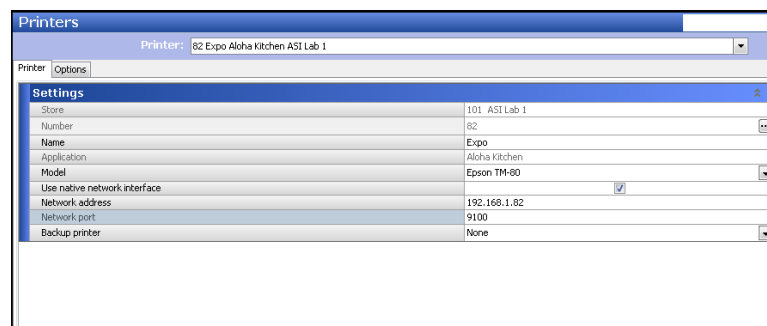 Printers
Printer: 82 Expo Aloha Kitchen ASI Lab 1
Printer Options
Settings
Store 101 ASI Lab 1
Number 82
Name Expo
Application Aloha Kitchen
Model Epson TM-80
Use native network interface
Network address 192.168.1.82
Network port 9100
Backup printer None